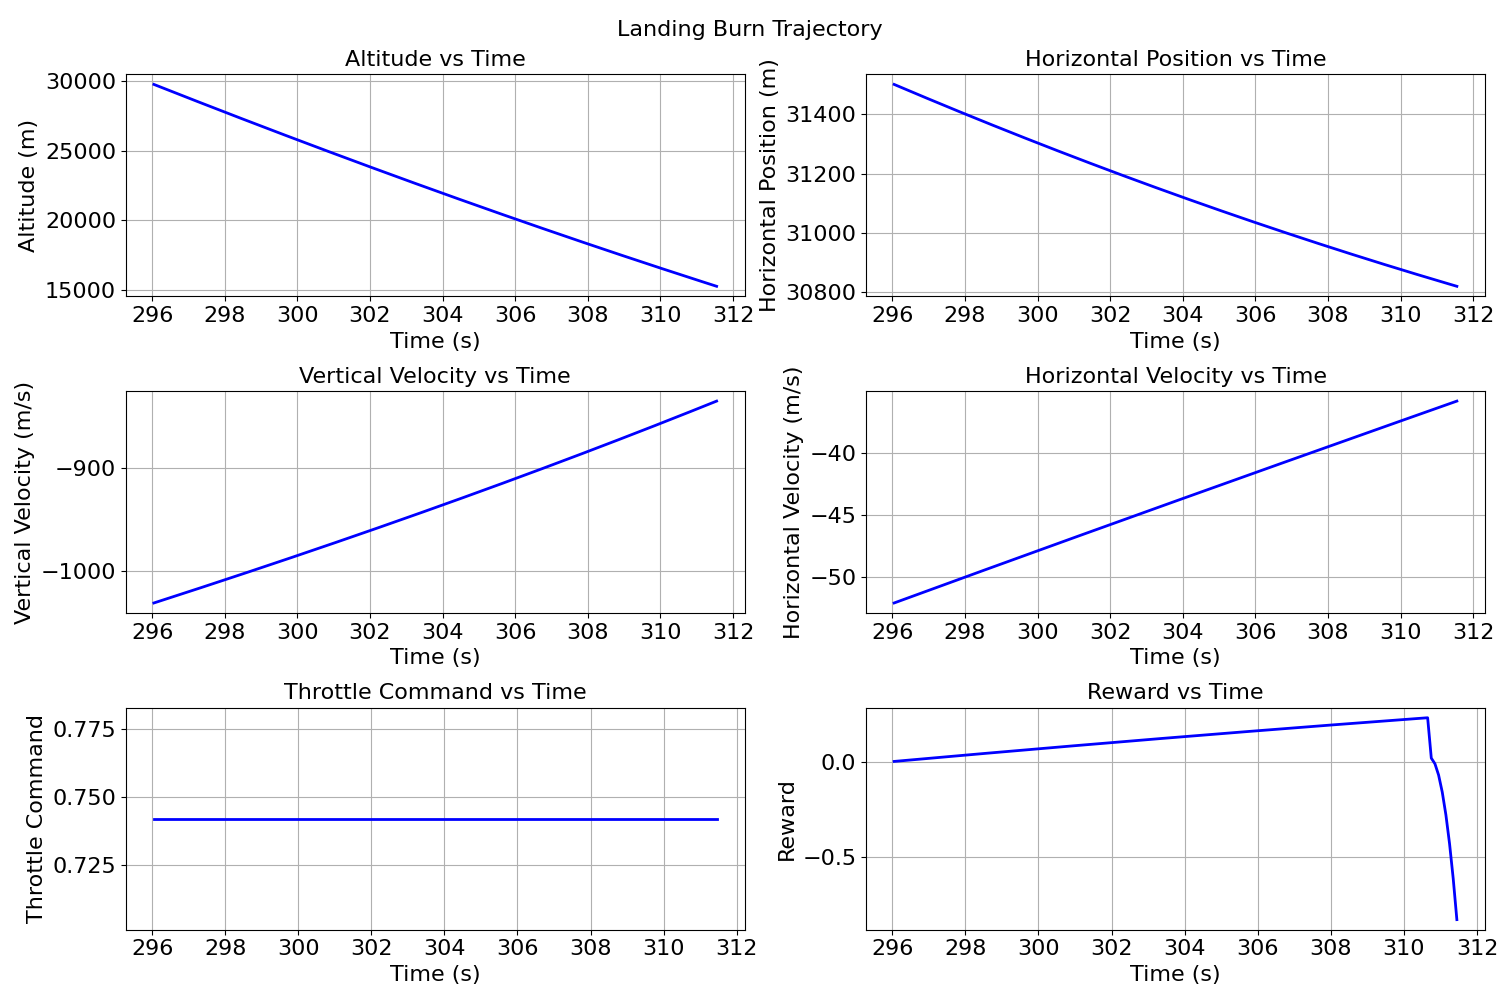 Landing Burn Trajectory
Altitude vs Time
Altitude (m)
30000
25000
20000
15000
296 298 300 302 304 306 308 310 312
Time (s)
Horizontal Position vs Time
Horizontal Position (m)
31400
31200
31000
30800
296 298 300 302 304 306 308 310 312
Time (s)
Vertical Velocity vs Time
Vertical Velocity (m/s)
−900
−1000
296 298 300 302 304 306 308 310 312
Time (s)
Horizontal Velocity vs Time
Horizontal Velocity (m/s)
−40
−45
−50
296 298 300 302 304 306 308 310 312
Time (s)
Throttle Command vs Time
Throttle Command
0.775
0.750
0.725
296 298 300 302 304 306 308 310 312
Time (s)
Reward vs Time
Reward
0.0
−0.5
296 298 300 302 304 306 308 310 312
Time (s)